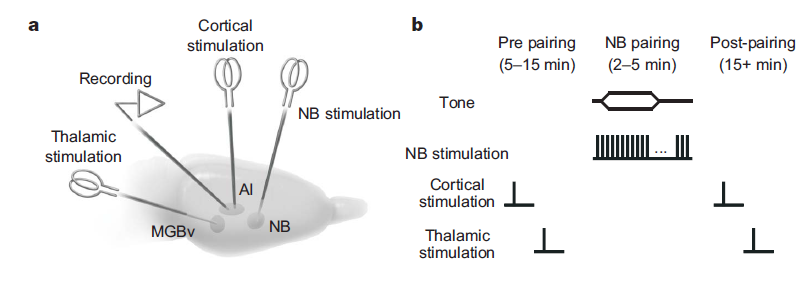 a
Cortical
stimulation
Recording
NB stimulation
Thalamic
stimulation
AI
MGBv
NB
b
Pre pairing
(5–15 min)
NB pairing
(2–5 min)
Post-pairing
(15+ min)
Tone
NB stimulation
...
Cortical
stimulation
Thalamic
stimulation